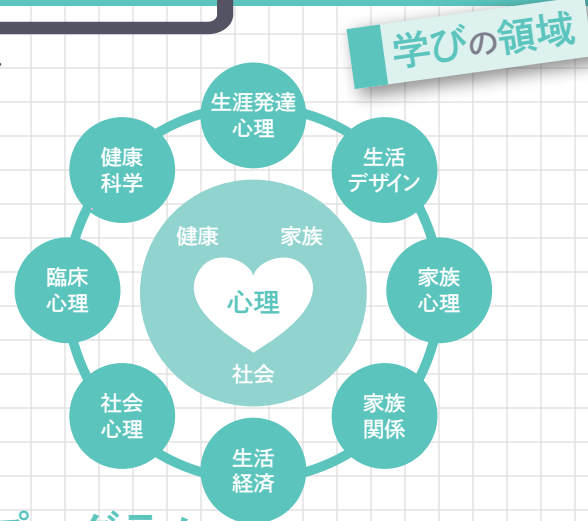 学びの領域
生涯発達
心理
生活
デザイン
家族
心理
家族
関係
生活
経済
社会
心理
臨床
心理
健康
科学
健康
家族
心理
社会